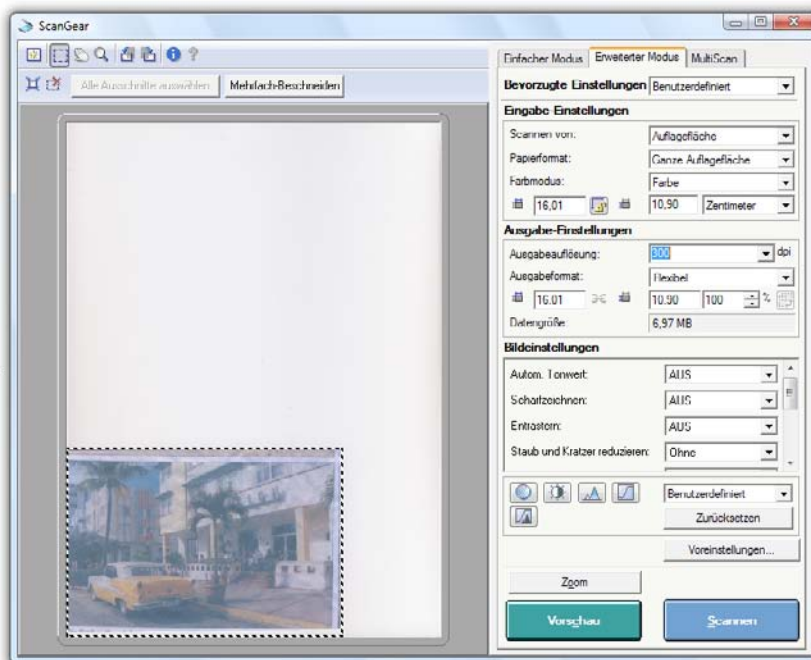 ScanGear
Alle Ausschnitte auswählen Mehrfach-Beschneiden
Einfacher Modus Erweiterter Modus MultiScan
Bevorzugte Einstellungen Benutzerdefiniert
Eingabe-Einstellungen
Scannen von: Auflagefläche
Papierformat: Ganze Auflagefläche
Farbmodus: Farbe
16,01 10,90 Zentimeter
Ausgabe-Einstellungen
Ausgabeauflösung: 300 dpi
Ausgabeformat: Flexibel
16,01 10,90 100 %
Datengröße: 6,97 MB
Bildeinstellungen
Autom. Tonwert: AUS
Scharfzeichnen: AUS
Entrastern: AUS
Staub und Kratzer reduzieren: Ohne
Benutzerdefiniert
Zurücksetzen
Voreinstellungen...
Zoom
Vorschau Scannen